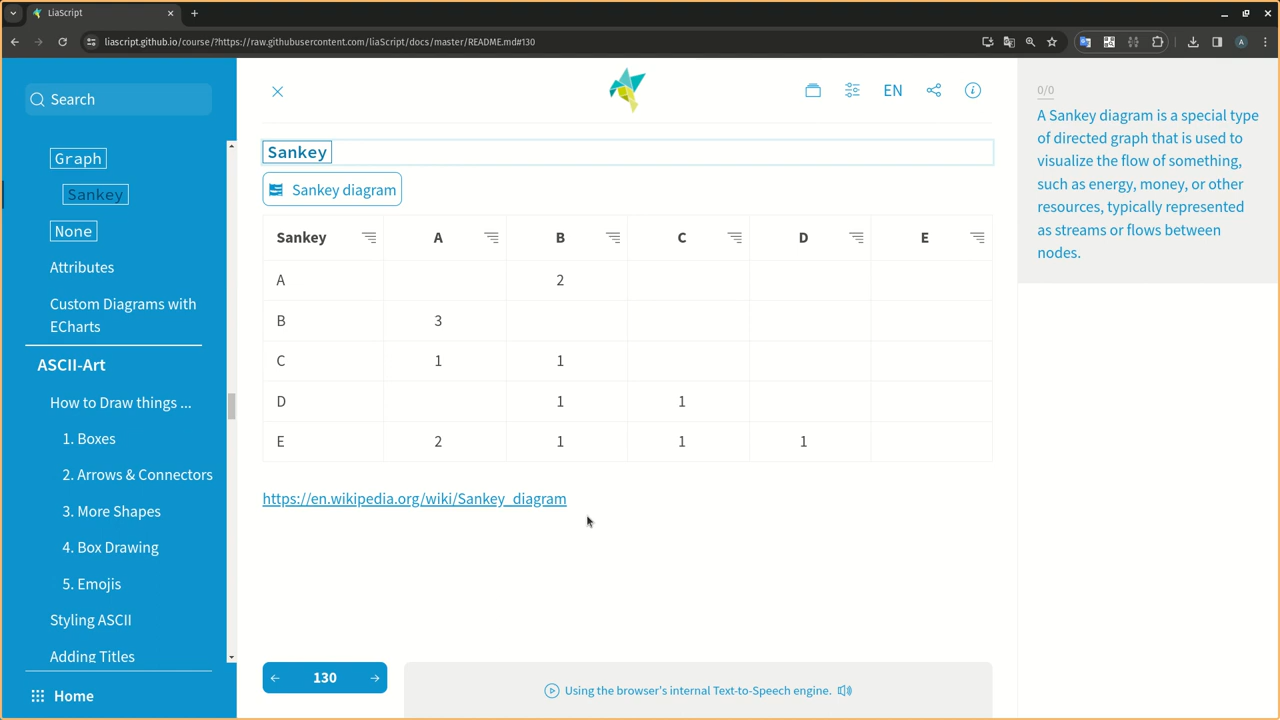 LiaScript
liascript.github.io/course/?https://raw.githubusercontent.com/liaScript/docs/master/README.md#130
A
Search
Graph
Sankey
None
Attributes
Custom Diagrams with
ECharts
ASCII-Art
How to Draw things ...
1. Boxes
2. Arrows & Connectors
3. More Shapes
4. Box Drawing
5. Emojis
Styling ASCII
Adding Titles
Home
EN
Sankey
Sankey diagram
Sankey A B C D E
A 2
B 3
C 1 1
D 1 1
E 2 1 1 1
https://en.wikipedia.org/wiki/Sankey_diagram
130
Using the browser's internal Text-to-Speech engine.
0/0
A Sankey diagram is a special type
of directed graph that is used to
visualize the flow of something,
such as energy, money, or other
resources, typically represented
as streams or flows between
nodes.